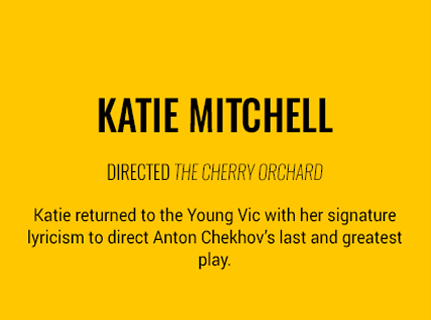 KATIE MITCHELL
DIRECTED THE CHERRY ORCHARD
Katie returned to the Young Vic with her signature
lyricism to direct Anton Chekhov's last and greatest
play.